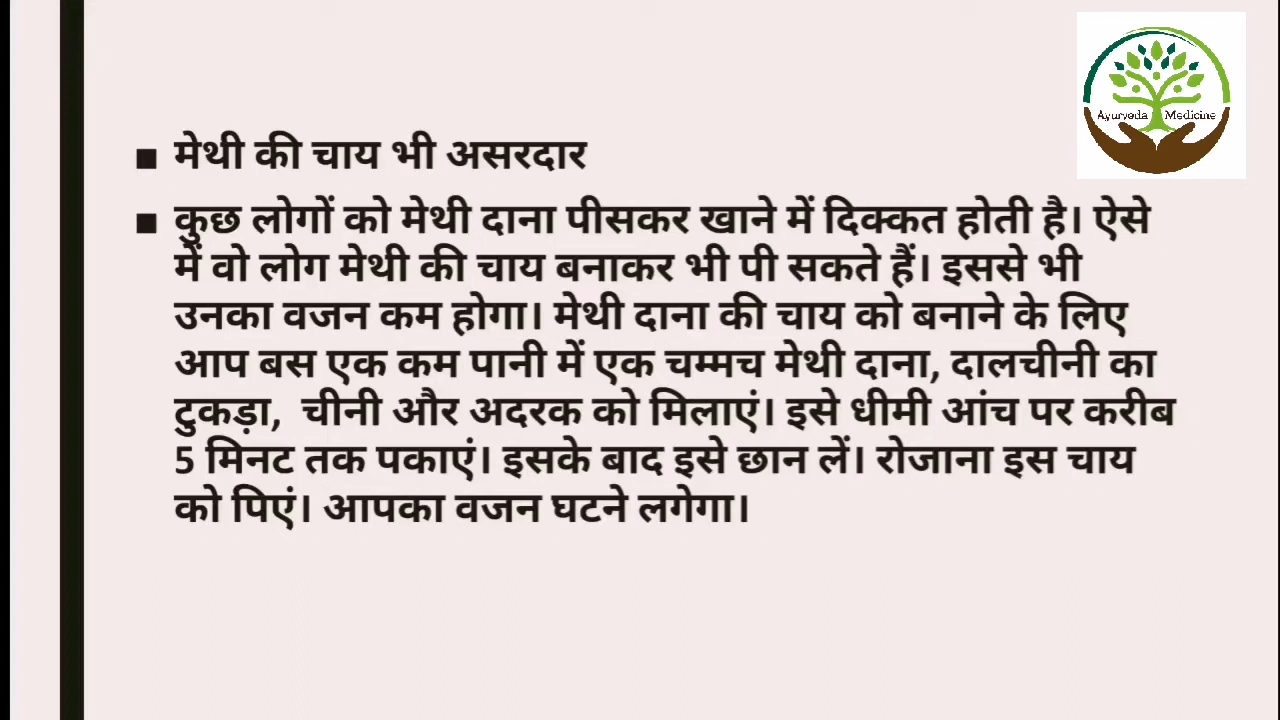 Ayurveda Medicine
■ मेथी की चाय भी असरदार
■ कुछ लोगों को मेथी दाना पीसकर खाने में दिक्कत होती है। ऐसे
में वो लोग मेथी की चाय बनाकर भी पी सकते हैं। इससे भी
उनका वजन कम होगा। मेथी दाना की चाय को बनाने के लिए
आप बस एक कम पानी में एक चम्मच मेथी दाना, दालचीनी का
टुकड़ा, चीनी और अदरक को मिलाएं। इसे धीमी आंच पर करीब
5 मिनट तक पकाएं। इसके बाद इसे छान लें। रोजाना इस चाय
को पिएं। आपका वजन घटने लगेगा।